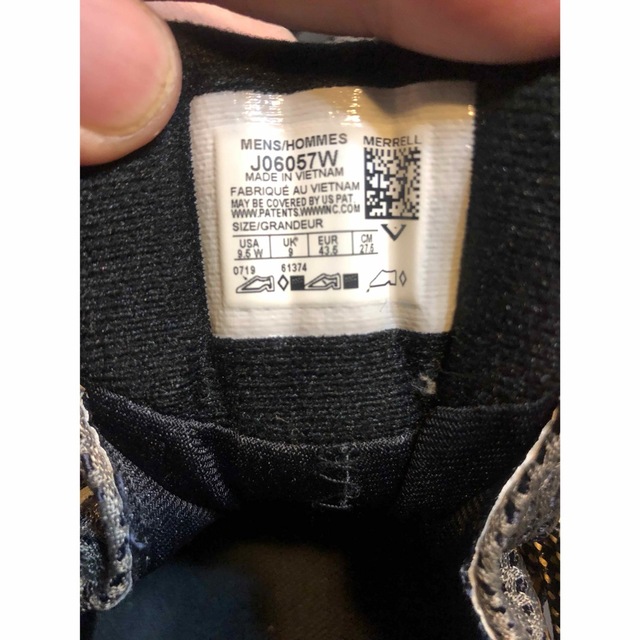 MENS/HOMMES
MERRELL
J06057W
MADE IN VIETNAM
FABRIQUÉ AU VIETNAM
MAY BE COVERED BY US PAT.
WWW.PATENTS.WWWINC.COM
SIZE/GRANDEUR
USA UK EUR CM
9.5 W 9 43.5 27.5
0719 61374